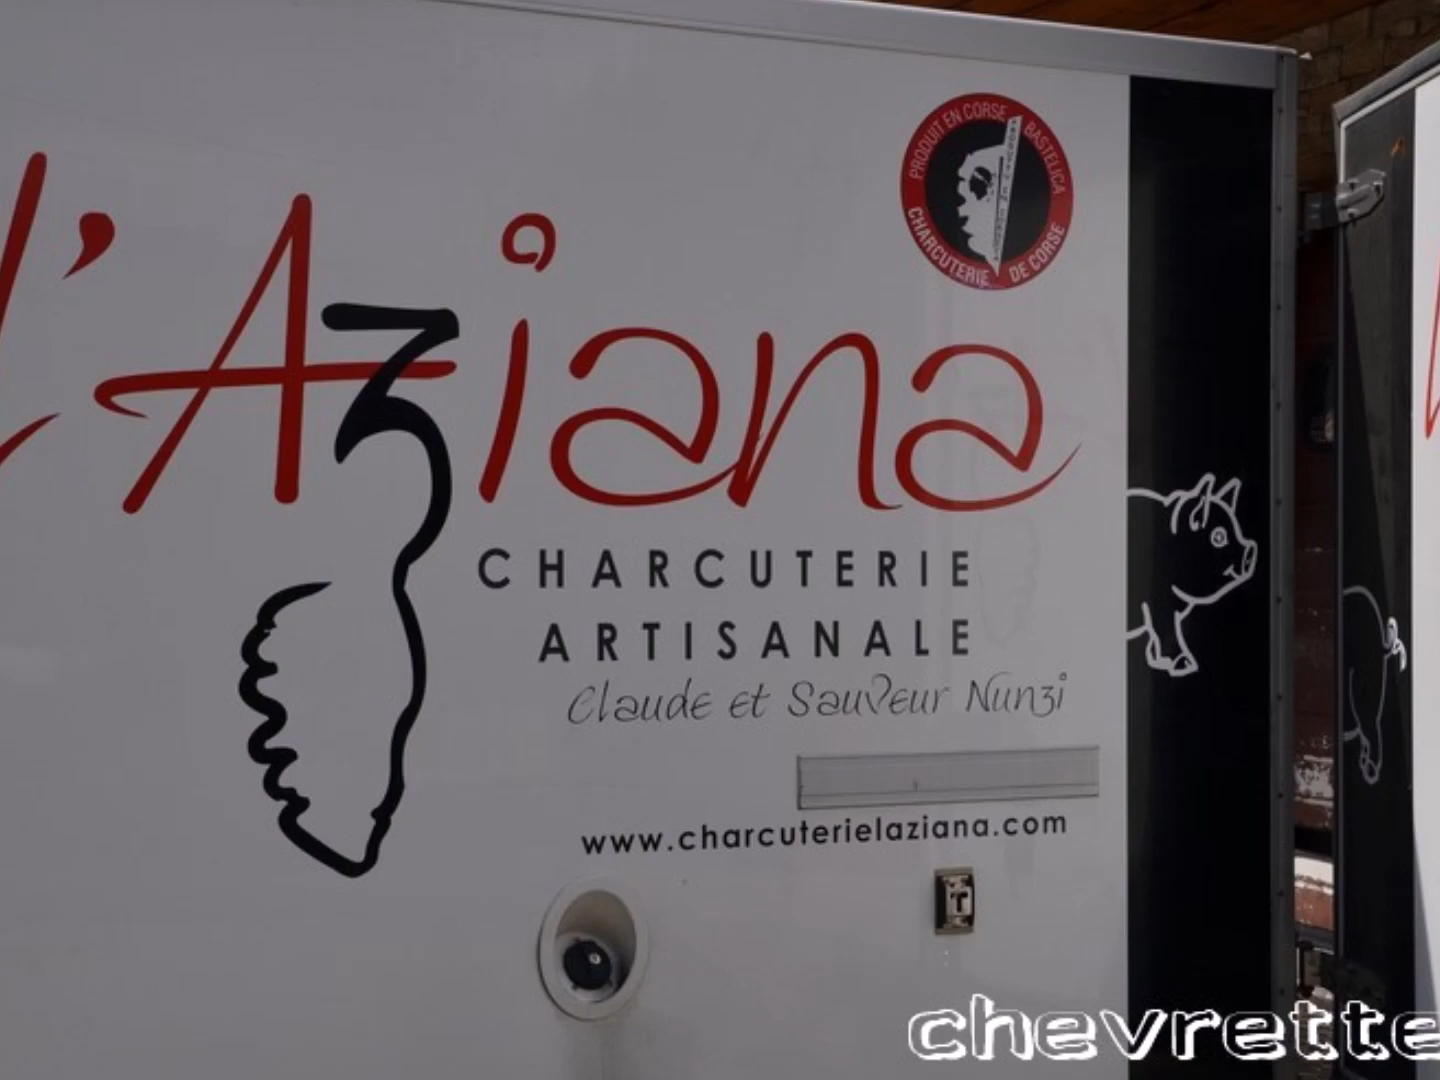 PRODUIT EN CORSE
BASTELICA
CHARCUTERIE DE CORSE
l'Aziana
CHARCUTERIE
ARTISANALE
Claude et Sauveur Nunzi
www.charcuterielaziana.com
chevrette